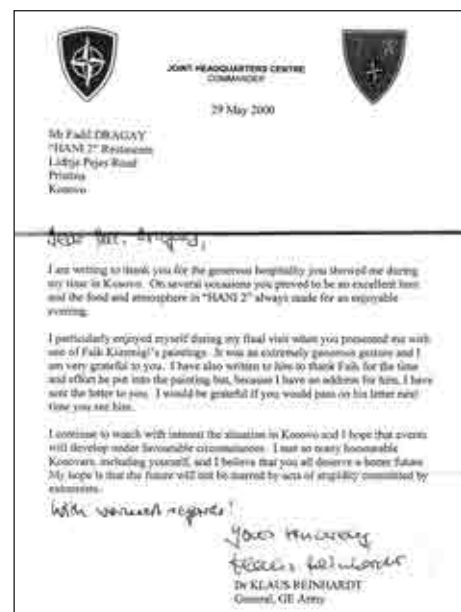 JOINT HEADQUARTERS CENTRE
COMMANDER
29 May 2000
Mr Fadil DRAGAY
"HANI 2" Restaurante
Road
Pristina
Kosovo
Dear Mr.
I am writing to thank you for the generous hospitality you showed me during
my time in Kosovo. On several occasions you proved to be an excellent host
and the food and atmosphere in "HANI 2" always made for an enjoyable
evening.
I particularly enjoyed myself during my final visit when you presented me with
one of Faik paintings. It was an extremely generous gesture and I
am very grateful to you. I have also written to him to thank Faik for the time
and effort he put into the painting but, because I have no address for him, I have
sent the letter to you. I would be grateful if you would pass on his letter next
time you see him.
I continue to watch with interest the situation in Kosovo and I hope that events
will develop under favourable circumstances. I met so many honourable
Kosovars, including yourself, and I believe that you all deserve a better future.
My hope is that the future will not be marred by acts of stupidity committed by
extremists.
With warmest regards!
Yours sincerely
Klaus Reinhardt
Dr KLAUS REINHARDT
General, GE Army